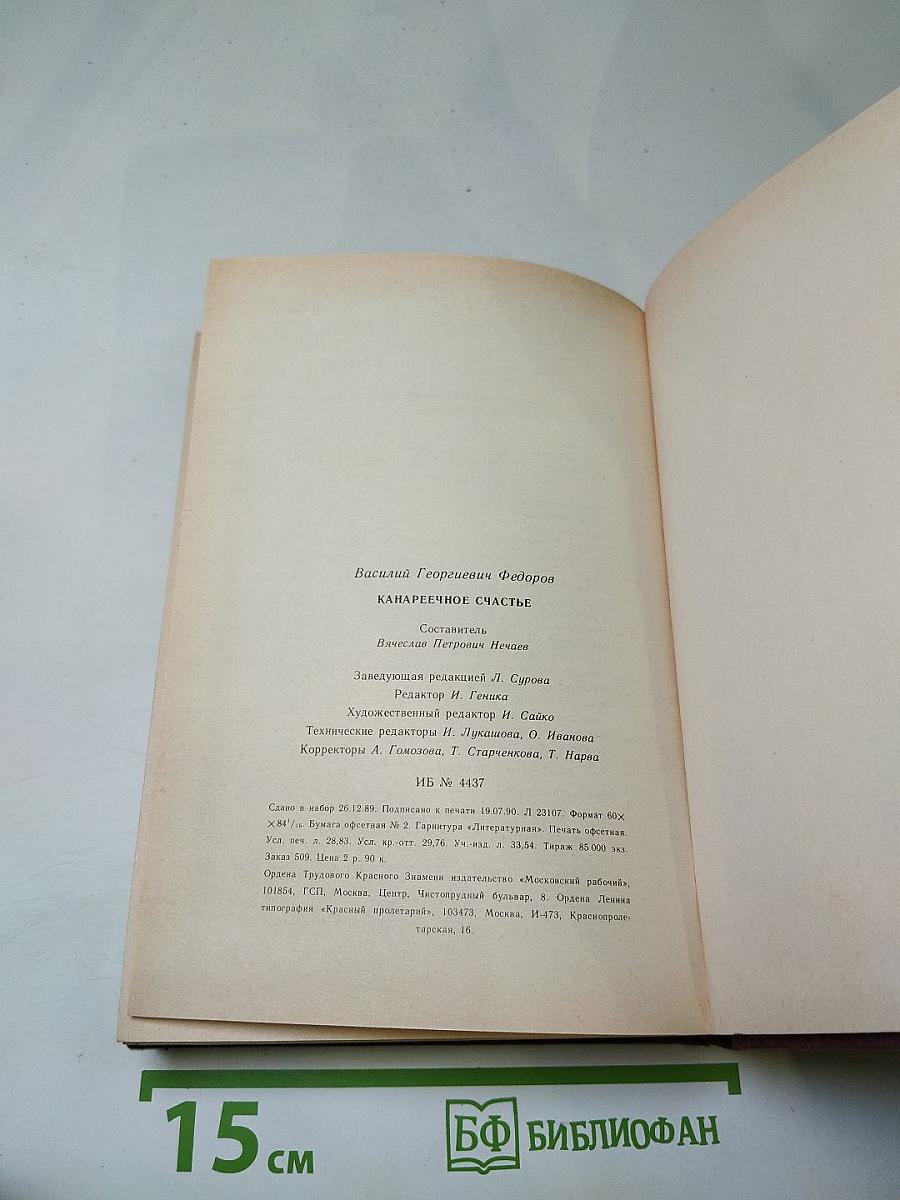 Василий Георгиевич Федоров
КАНАРЕЕЧНОЕ СЧАСТЬЕ
Составитель
Вячеслав Петрович Нечаев
Заведующая редакцией Л. Сурова
Редактор И. Геника
Художественный редактор И. Сайко
Технические редакторы И. Лукашова, О. Иванова
Корректоры А. Гомозова, Т. Старченкова, Т. Нарва
ИБ № 4437
Сдано в набор 26.12.89. Подписано к печати 19.07.90. Л 23107. Формат 60×
×84¹/₁₆. Бумага офсетная № 2. Гарнитура «Литературная». Печать офсетная.
Усл. печ. л. 28,83. Усл. кр.-отт. 29,76. Уч.-изд. л. 33,54. Тираж 85 000 экз.
Заказ 509. Цена 2 р. 90 к.
Ордена Трудового Красного Знамени издательство «Московский рабочий»,
101854, ГСП, Москва, Центр, Чистопрудный бульвар, 8. Ордена Ленина
типография «Красный пролетарий», 103473, Москва, И-473, Краснопроле-
тарская, 16.
15 см
БФ БИБЛИОФАН